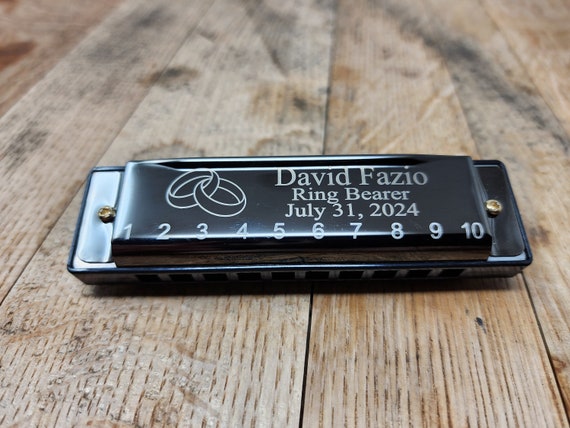 David Fazio
Ring Bearer
July 31, 2024
1 2 3 4 5 6 7 8 9 10